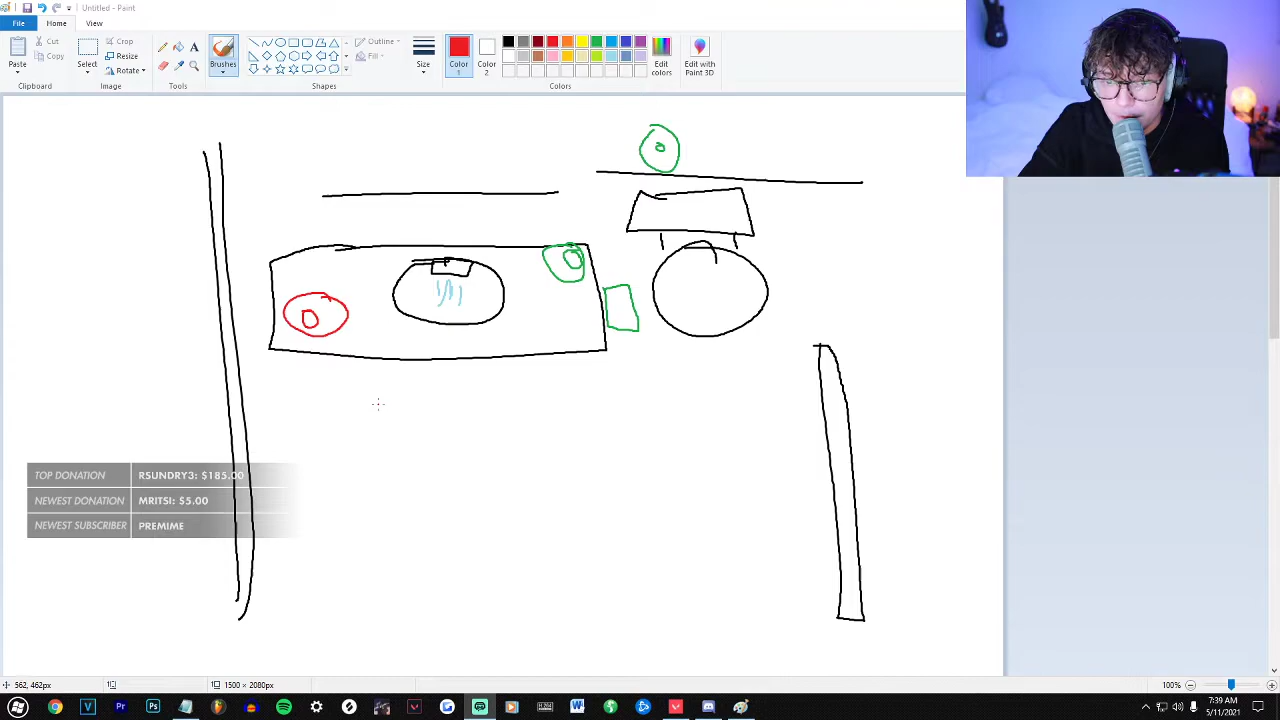 Untitled - Paint
File Home View
Paste
Cut
Copy
Clipboard
Select
Crop
Resize
Rotate
Image
Tools
Brushes
Shapes
Outline
Fill
Size
Color 1
Color 2
Edit colors
Colors
Edit with Paint 3D
TOP DONATION RSUNDRY3: $185.00
NEWEST DONATION MRITSI: $5.00
NEWEST SUBSCRIBER PREMIME
562, 462px
1500 × 2080px
100%
7:39 AM
5/11/2021